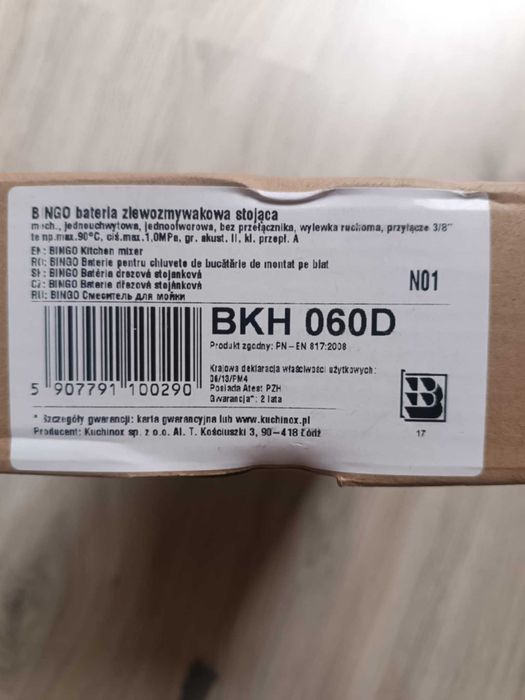 BINGO bateria zlewozmywakowa stojąca
mech., jednouchwytowa, jednootworowa, bez przełącznika, wylewka ruchoma, przyłącze 3/8"
temp.max.90°C, ciś.max.1,0MPa, gr. akust. II, kl. przepł. A
EN: BINGO Kitchen mixer
RO: BINGO Baterie pentru chiuvete de bucătărie de montat pe blat
SK: BINGO Batéria drezová stojanková
CZ: BINGO Baterie dřezová stojánková
RU: BINGO Смеситель для мойки
N01
BKH 060D
Produkt zgodny: PN-EN 817:2008
Krajowa deklaracja właściwości użytkowych:
06/13/PM4
Posiada Atest PZH
Gwarancja*: 2 lata
5 907791 100290
B
17
* Szczegóły gwarancji: karta gwarancyjna lub www.kuchinox.pl
Producent: Kuchinox sp. z o.o. Al. T. Kościuszki 3, 90-418 Łódź